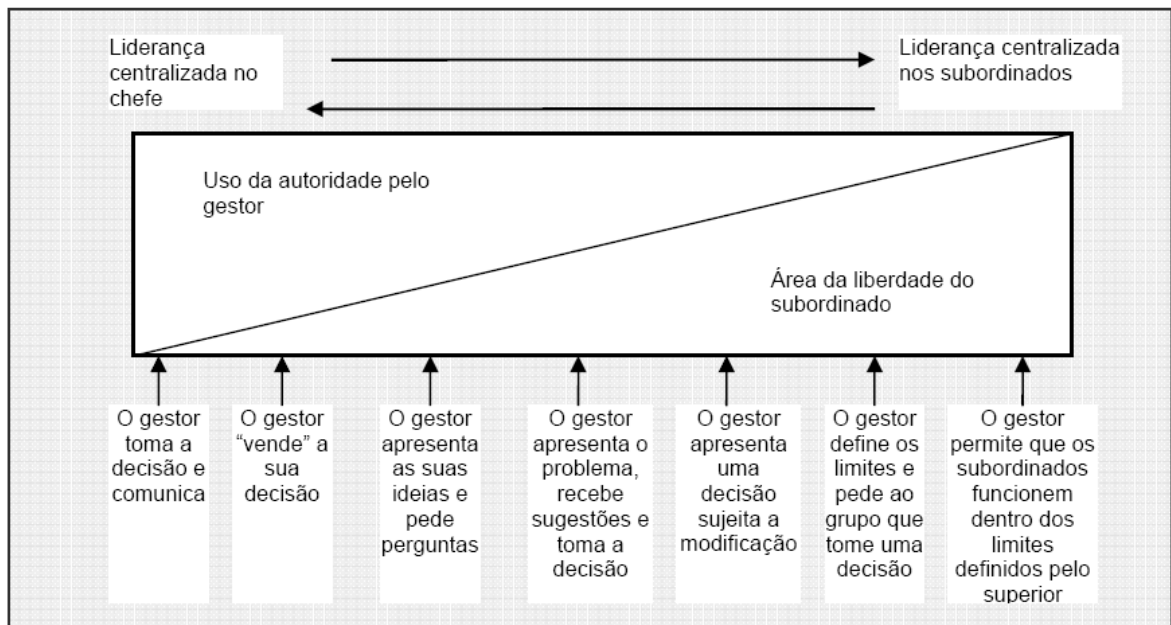 Liderança
centralizada no
chefe
Liderança centralizada
nos subordinados
Uso da autoridade pelo
gestor
Área da liberdade do
subordinado
O gestor
toma a
decisão e
comunica
O gestor
“vende” a
sua
decisão
O gestor
apresenta
as suas
ideias e
pede
perguntas
O gestor
apresenta o
problema,
recebe
sugestões e
toma a
decisão
O gestor
apresenta
uma
decisão
sujeita a
modificação
O gestor
define os
limites e
pede ao
grupo que
tome uma
decisão
O gestor
permite que os
subordinados
funcionem
dentro dos
limites
definidos pelo
superior